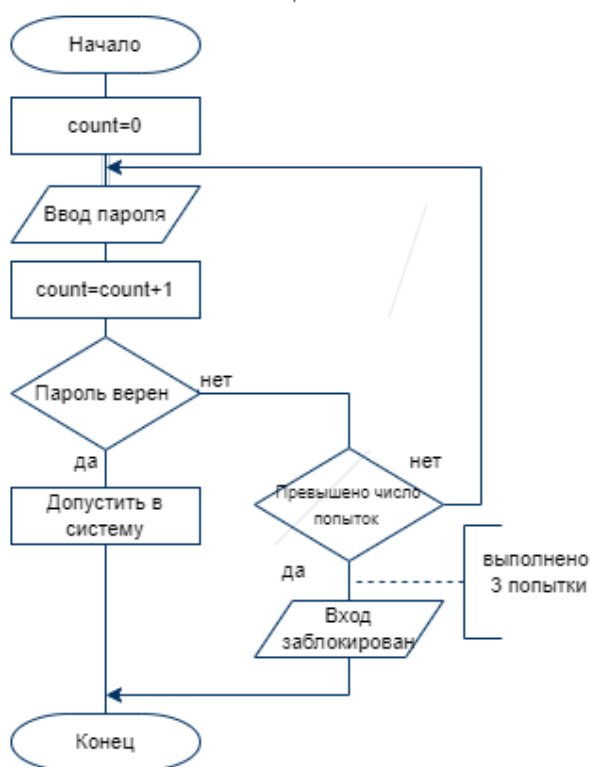 Начало
count=0
Ввод пароля
count=count+1
Пароль верен
нет
да
Допустить в
систему
Превышено число
попыток
нет
да
выполнено
3 попытки
Вход
заблокирован
Конец